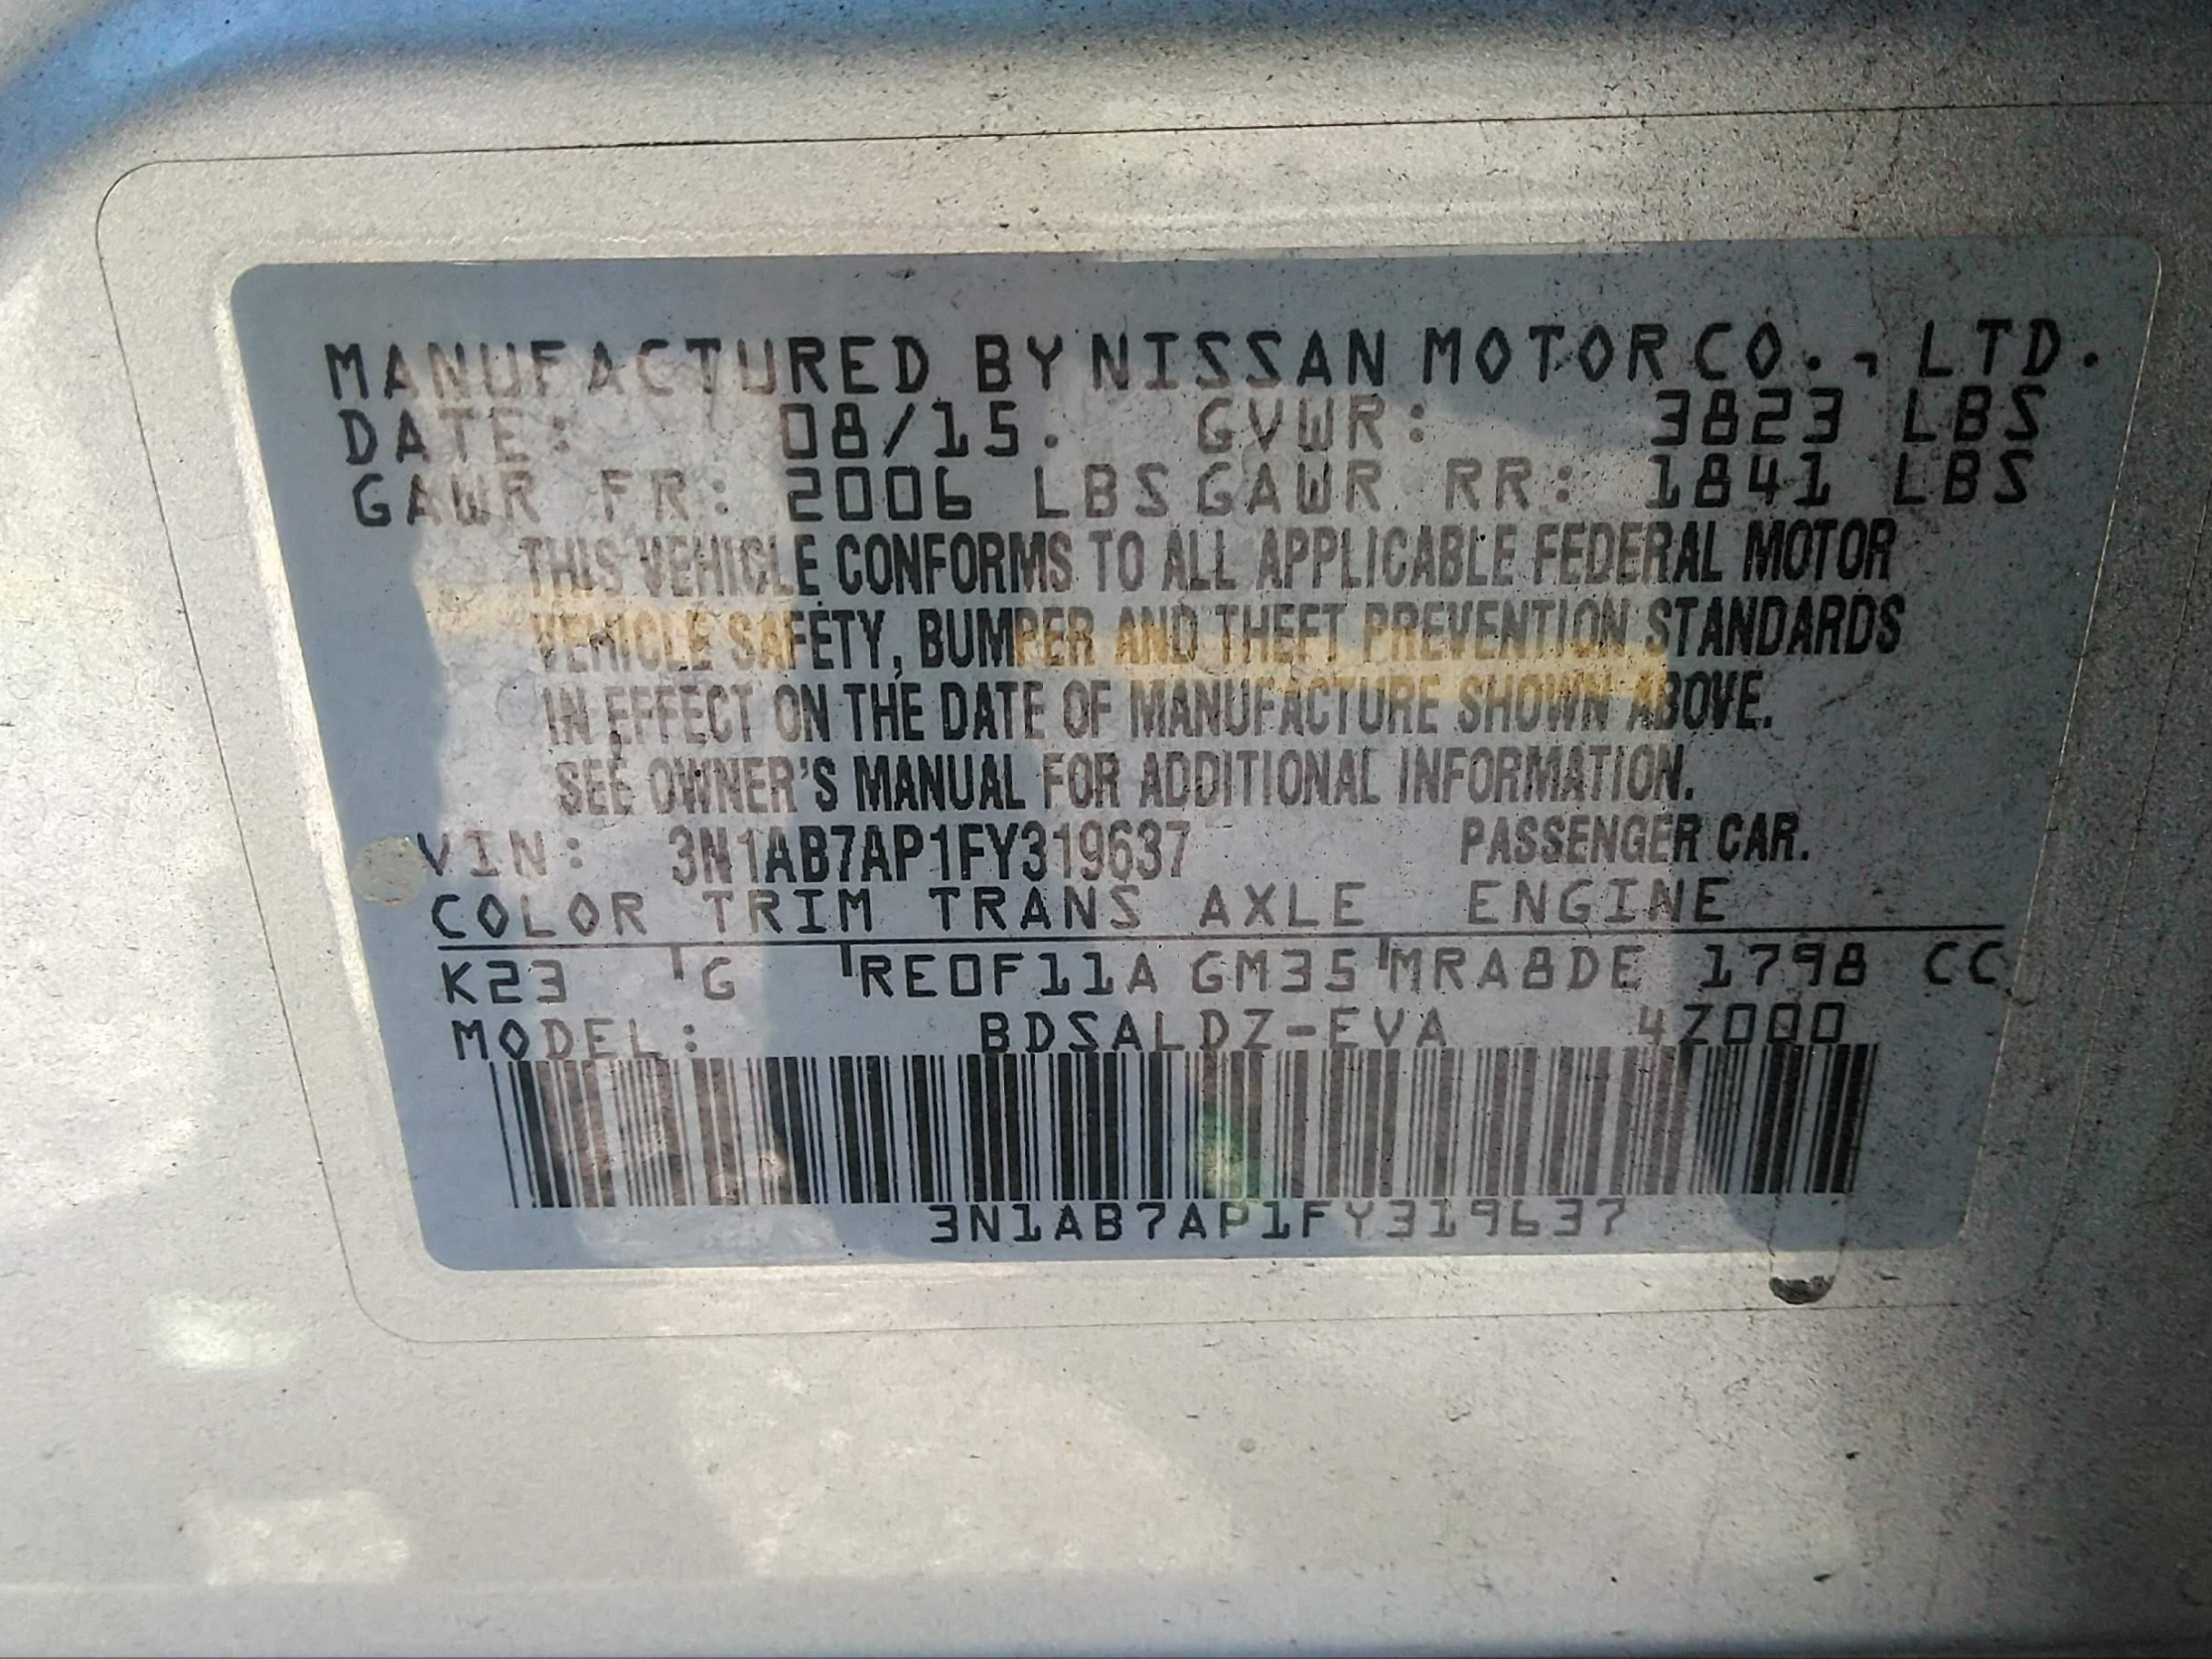 MANUFACTURED BY NISSAN MOTOR CO., LTD.
DATE: 08/15. GVWR: 3823 LBS
GAWR FR: 2006 LBS GAWR RR: 1841 LBS
THIS VEHICLE CONFORMS TO ALL APPLICABLE FEDERAL MOTOR
VEHICLE SAFETY, BUMPER AND THEFT PREVENTION STANDARDS
IN EFFECT ON THE DATE OF MANUFACTURE SHOWN ABOVE.
SEE OWNER'S MANUAL FOR ADDITIONAL INFORMATION.
VIN: 3N1AB7AP1FY319637 PASSENGER CAR.
COLOR TRIM TRANS AXLE ENGINE
K23 G RE0F11A GM35 MRA8DE 1798 CC
MODEL: BDSALDZ-EVA 4Z000
3N1AB7AP1FY319637